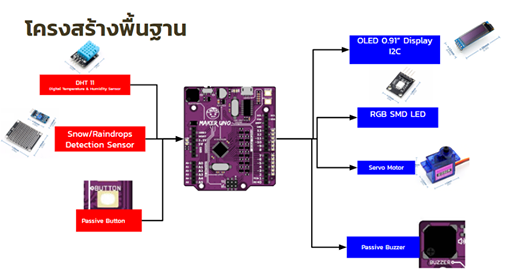 โครงสร้างพื้นฐาน
DHT 11
Digital Temperature & Humidity Sensor
Snow/Raindrops
Detection Sensor
BUTTON
Passive Button
MAKER UNO
OLED 0.91" Display
I2C
RGB SMD LED
Servo Motor
Passive Buzzer
BUZZER